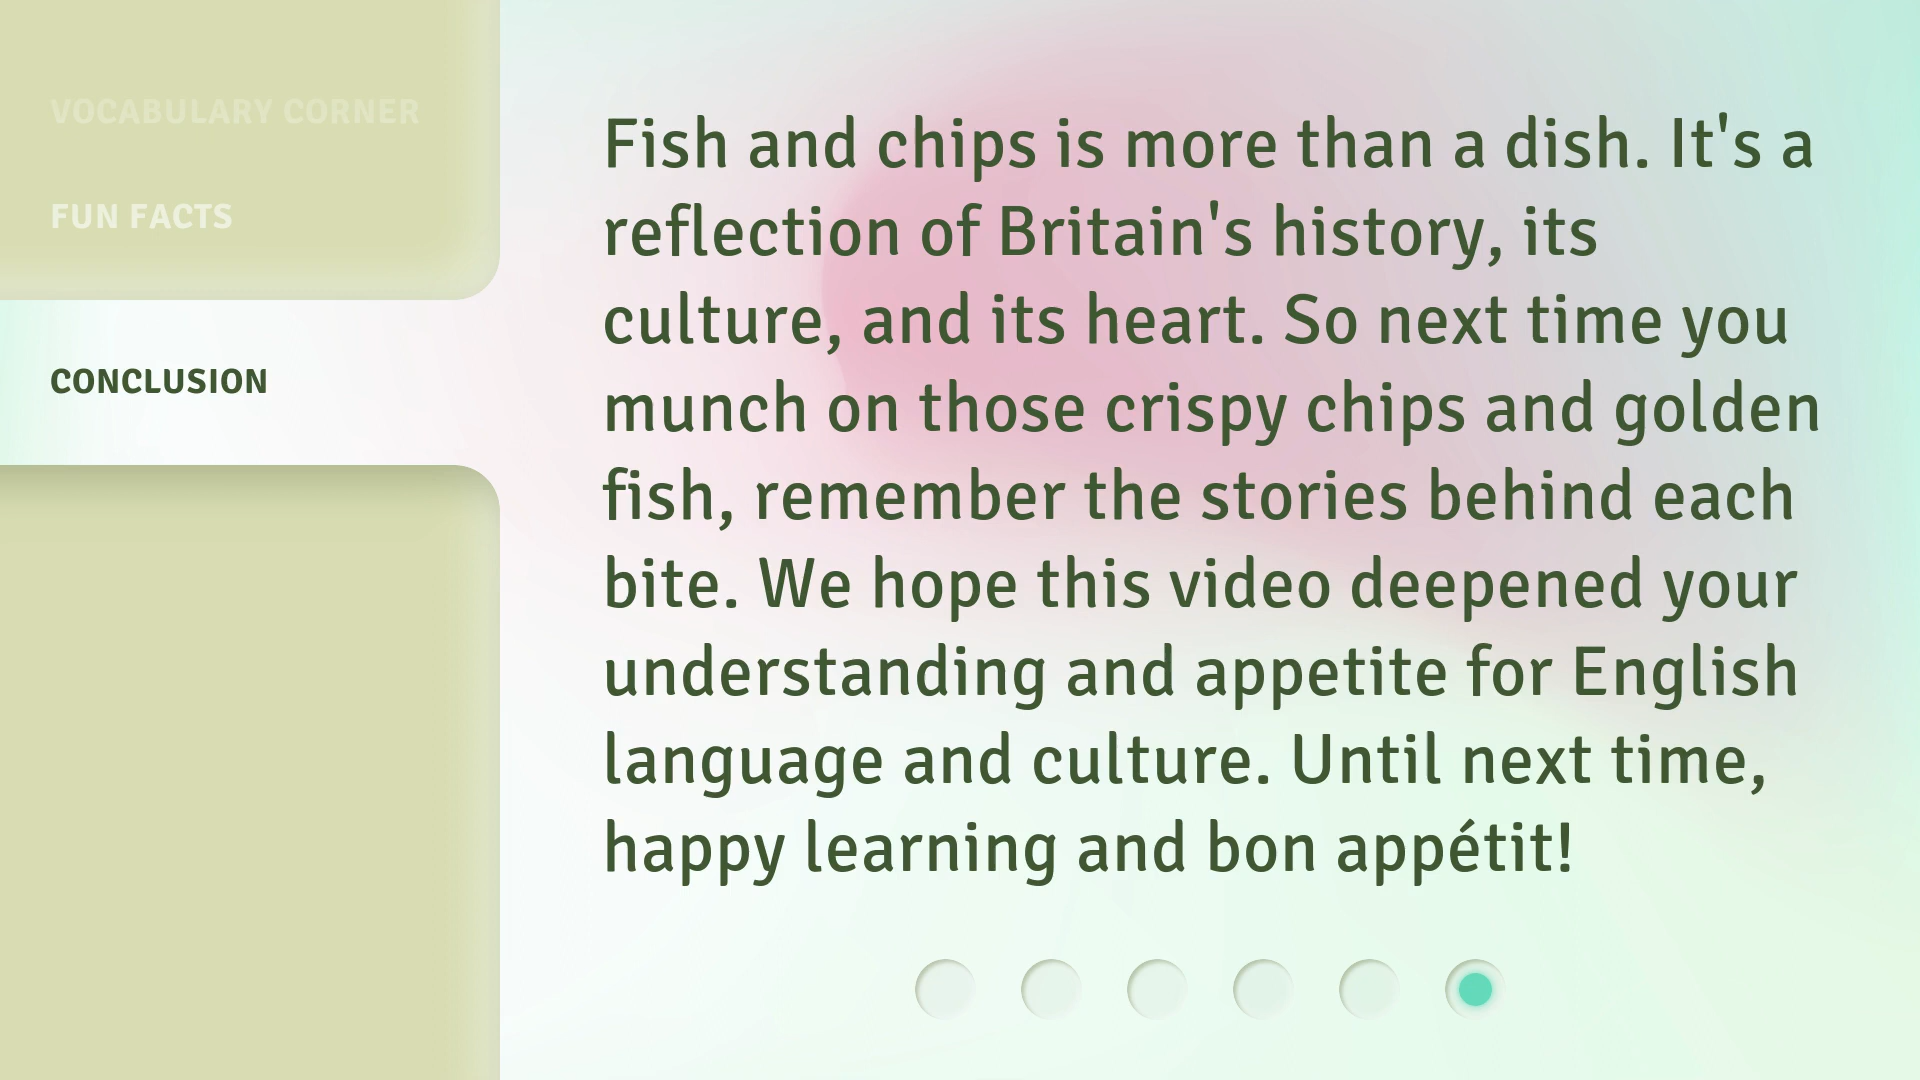 VOCABULARY CORNER
FUN FACTS
CONCLUSION
Fish and chips is more than a dish. It's a
reflection of Britain's history, its
culture, and its heart. So next time you
munch on those crispy chips and golden
fish, remember the stories behind each
bite. We hope this video deepened your
understanding and appetite for English
language and culture. Until next time,
happy learning and bon appétit!